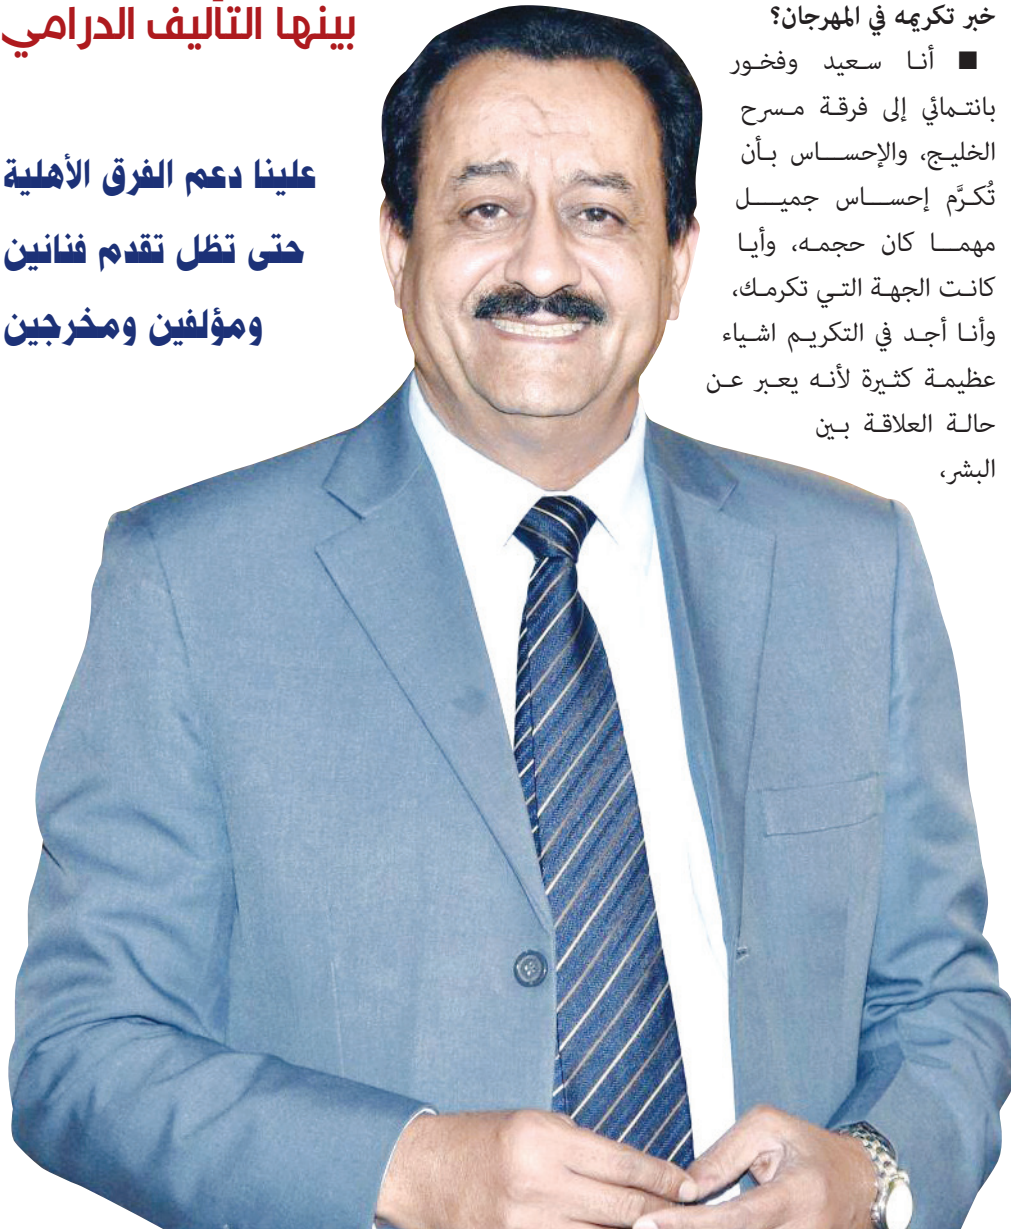 خبر تكريمه في المهرجان؟
■ أنا سعيد وفخور
بانتمائي إلى فرقة مسرح
الخليج، والإحساس بأن
تُكرَّم إحساس جميل
مهما كان حجمه، وأيا
كانت الجهة التي تكرمك،
وأنا أجد في التكريم اشياء
عظيمة كثيرة لأنه يعبر عن
حالة العلاقة بين
البشر،
بينها التأليف الدرامي
علينا دعم الفرق الأهلية
حتى تظل تقدم فنانين
ومؤلفين ومخرجين